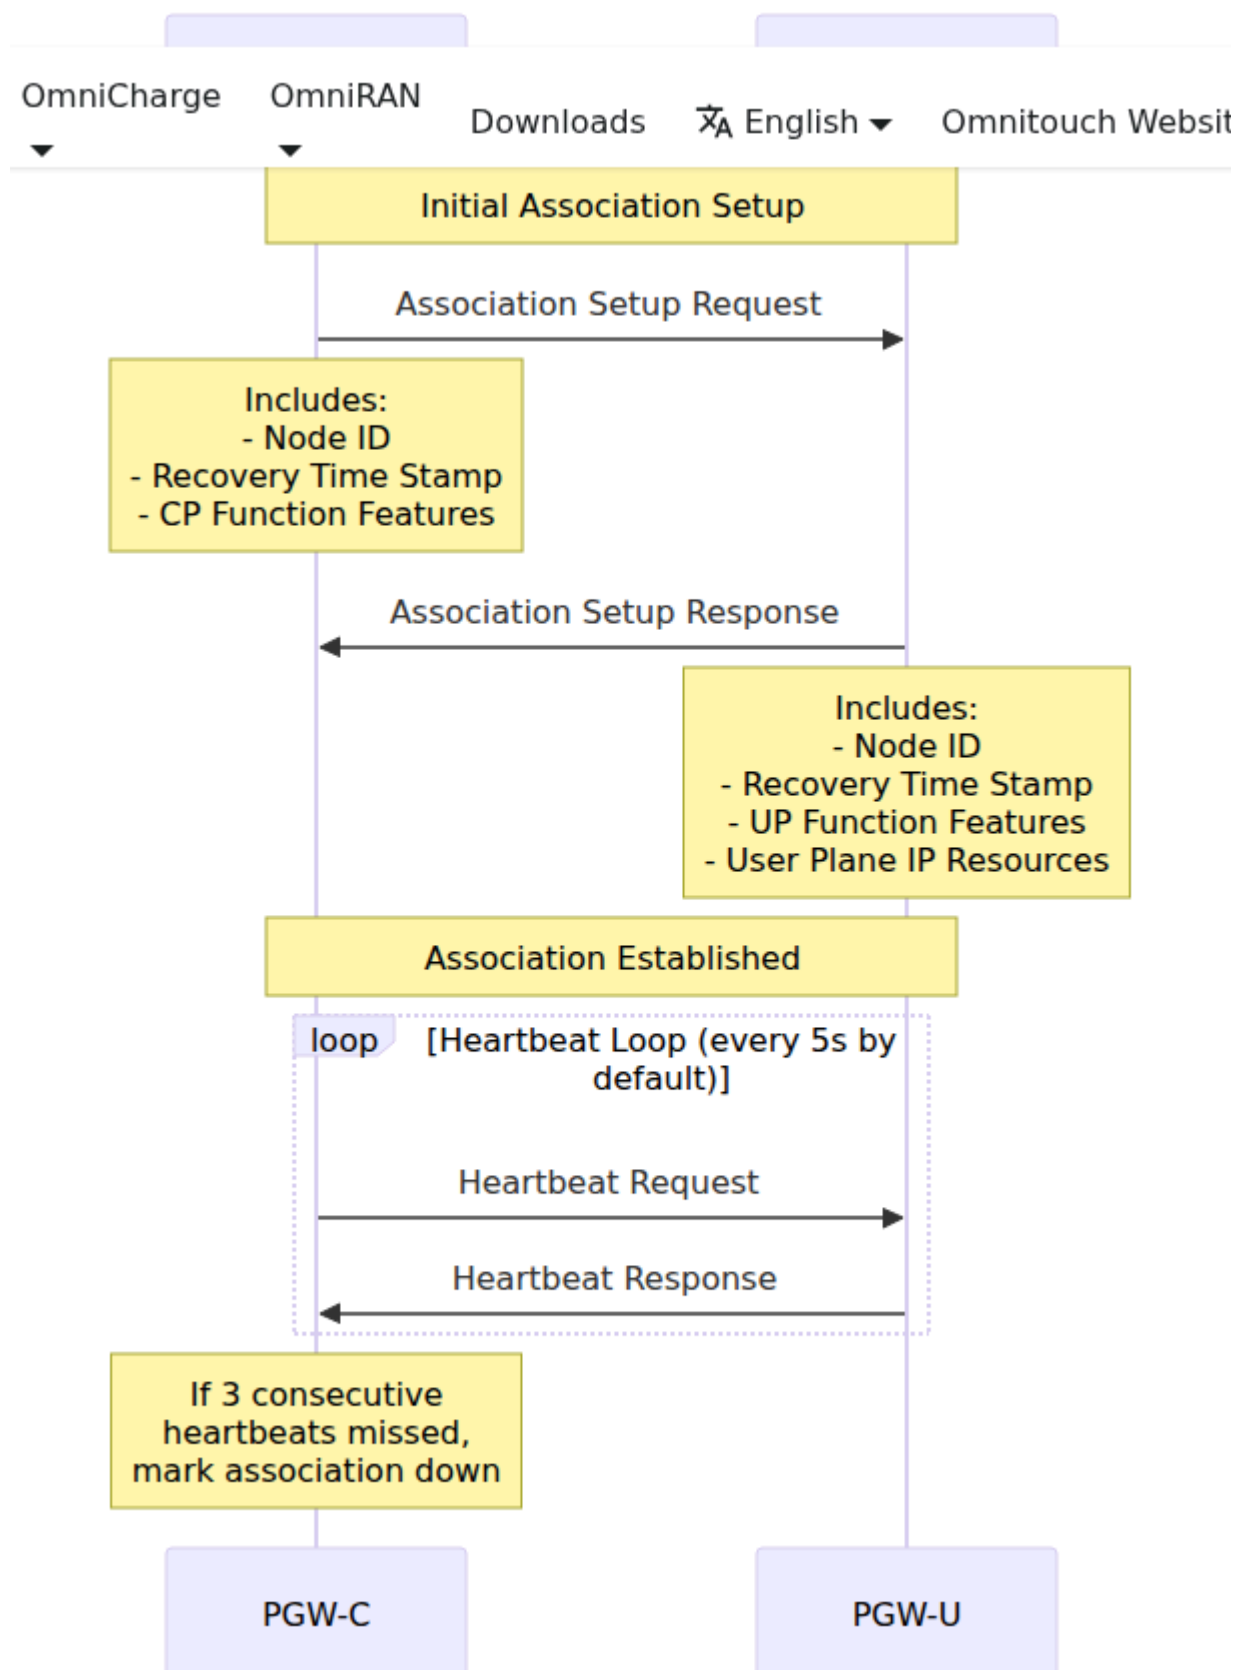 OmniCharge
OmniRAN
Downloads
English
Omnitouch Websit
Initial Association Setup
Association Setup Request
Includes:
- Node ID
- Recovery Time Stamp
- CP Function Features
Association Setup Response
Includes:
- Node ID
- Recovery Time Stamp
- UP Function Features
- User Plane IP Resources
Association Established
loop
[Heartbeat Loop (every 5s by
default)]
Heartbeat Request
Heartbeat Response
If 3 consecutive
heartbeats missed,
mark association down
PGW-C
PGW-U